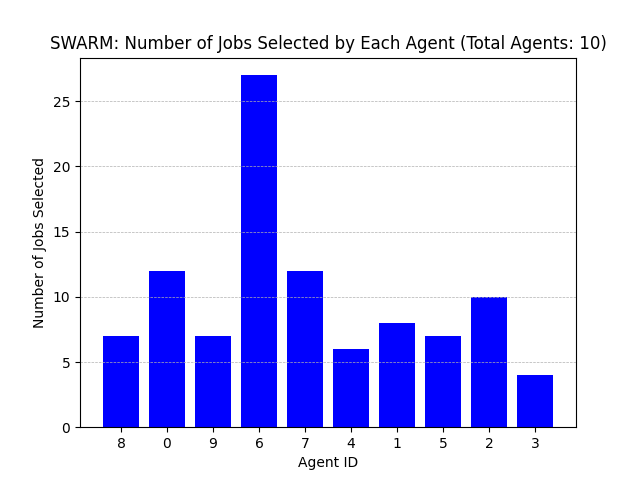 SWARM: Number of Jobs Selected by Each Agent (Total Agents: 10)
Number of Jobs Selected
25
20
15
10
5
0
8 0 9 6 7 4 1 5 2 3
Agent ID